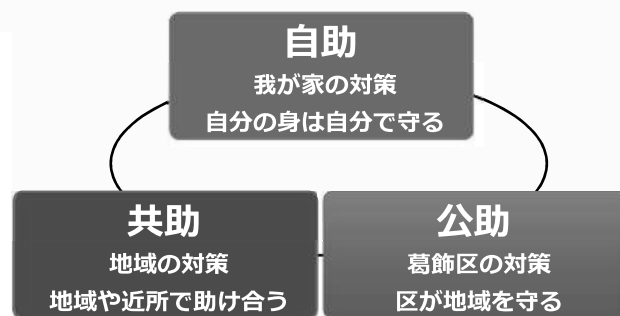 自助
我が家の対策
自分の身は自分で守る
共助
地域の対策
地域や近所で助け合う
公助
葛飾区の対策
区が地域を守る